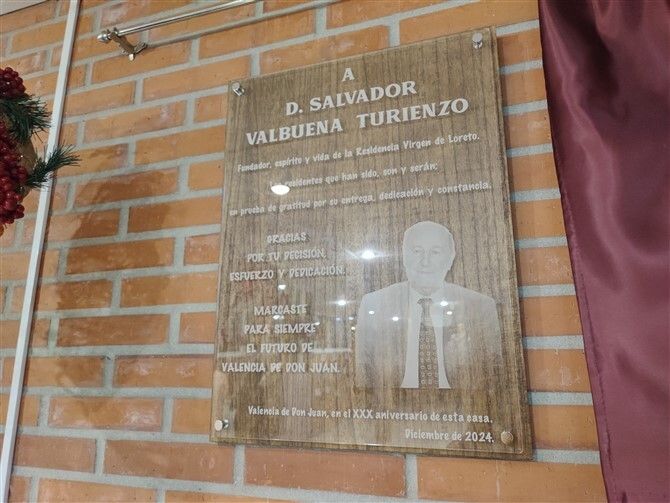 A
D. SALVADOR
VALBUENA TURIENZO
Fundador, espíritu y vida de la Residencia Virgen de Loreto.
residentes que han sido, son y serán;
en prueba de gratitud por su entrega, dedicación y constancia.
GRACIAS
POR TU DECISIÓN,
ESFUERZO Y DEDICACIÓN.
MARCASTE
PARA SIEMPRE
EL FUTURO DE
VALENCIA DE DON JUAN.
Valencia de Don Juan, en el XXX aniversario de esta casa.
Diciembre de 2024.